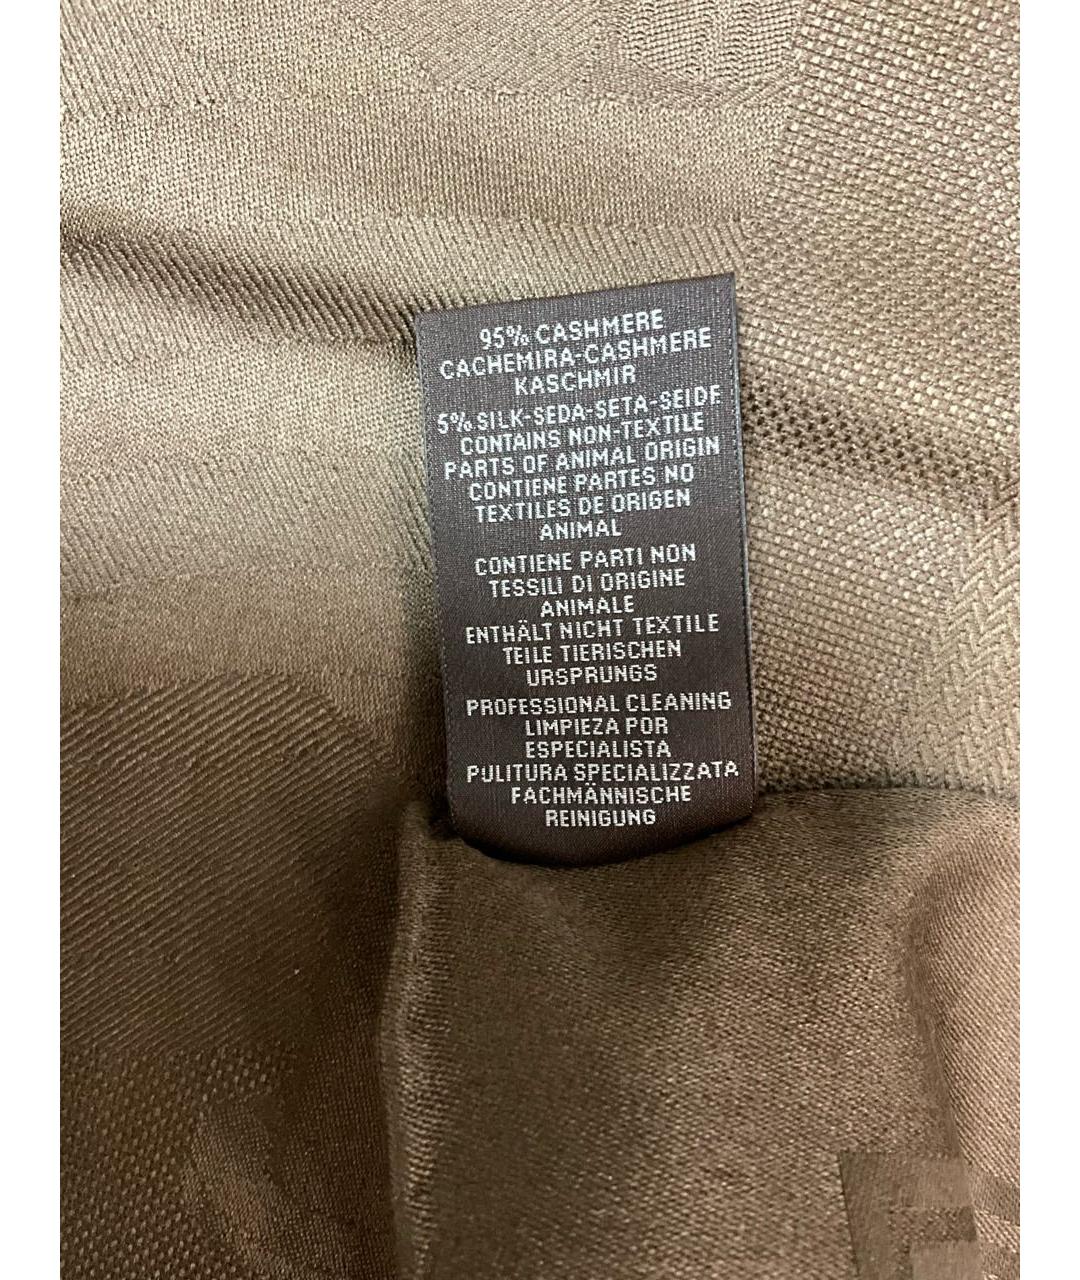 95% CASHMERE
CACHEMIRA-CASHMERE
KASCHMIR
5% SILK-SEDA-SETA-SEIDE
CONTAINS NON-TEXTILE
PARTS OF ANIMAL ORIGIN
CONTIENE PARTES NO
TEXTILES DE ORIGEN
ANIMAL
CONTIENE PARTI NON
TESSILI DI ORIGINE
ANIMALE
ENTHÄLT NICHT TEXTILE
TEILE TIERISCHEN
URSPRUNGS
PROFESSIONAL CLEANING
LIMPIEZA POR
ESPECIALISTA
PULITURA SPECIALIZZATA
FACHMÄNNISCHE
REINIGUNG